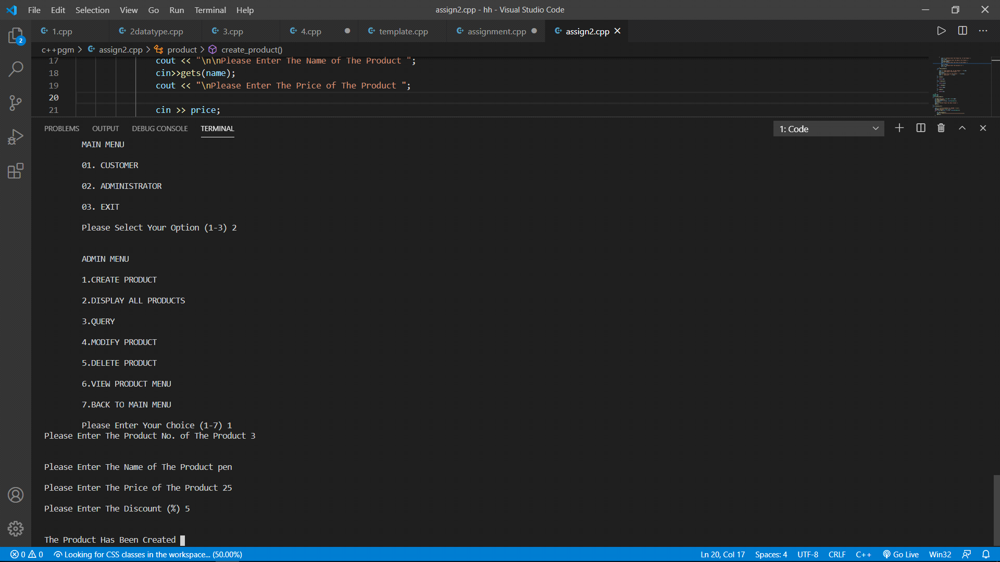 File Edit Selection View Go Run Terminal Help
assign2.cpp - hh - Visual Studio Code
1.cpp 2datatype.cpp 3.cpp 4.cpp template.cpp assignment.cpp assign2.cpp
c++pgm > assign2.cpp > product > create_product()
17 cout << "\n\nPlease Enter The Name of The Product ";
18 cin>>gets(name);
19 cout << "\nPlease Enter The Price of The Product ";
20
21 cin >> price;
2
PROBLEMS OUTPUT DEBUG CONSOLE TERMINAL 1: Code
MAIN MENU
01. CUSTOMER
02. ADMINISTRATOR
03. EXIT
Please Select Your Option (1-3) 2
ADMIN MENU
1.CREATE PRODUCT
2.DISPLAY ALL PRODUCTS
3.QUERY
4.MODIFY PRODUCT
5.DELETE PRODUCT
6.VIEW PRODUCT MENU
7.BACK TO MAIN MENU
Please Enter Your Choice (1-7) 1
Please Enter The Product No. of The Product 3
Please Enter The Name of The Product pen
Please Enter The Price of The Product 25
Please Enter The Discount (%) 5
The Product Has Been Created
0 0 Looking for CSS classes in the workspace... (50.00%) Ln 20, Col 17 Spaces: 4 UTF-8 CRLF C++ Go Live Win32